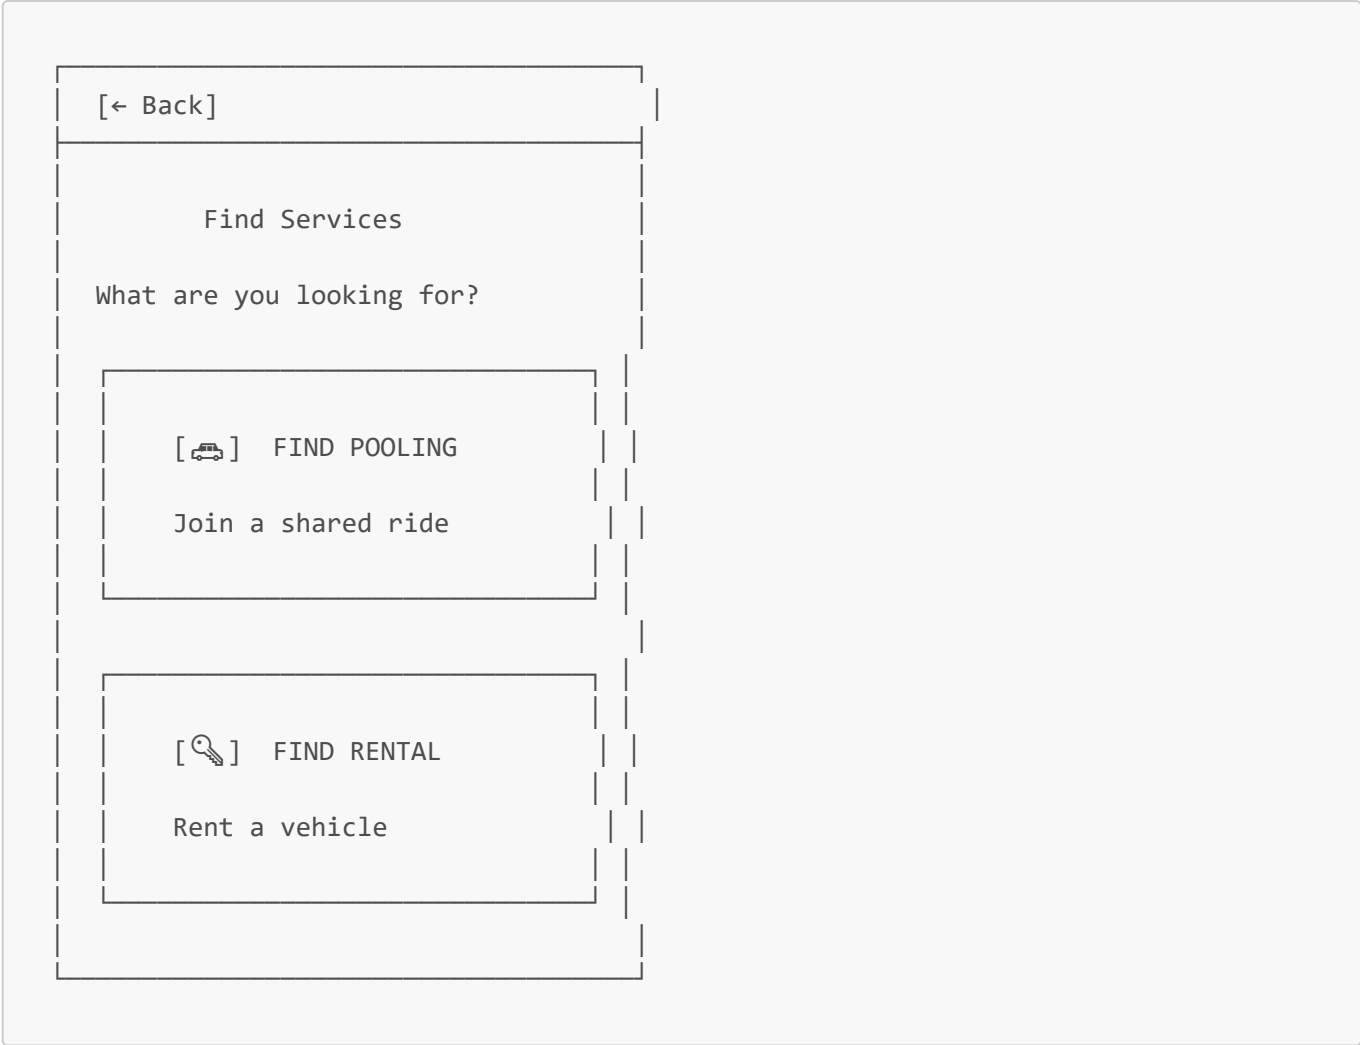 [← Back]
Find Services
What are you looking for?
[🚗] FIND POOLING
Join a shared ride
[🔑] FIND RENTAL
Rent a vehicle